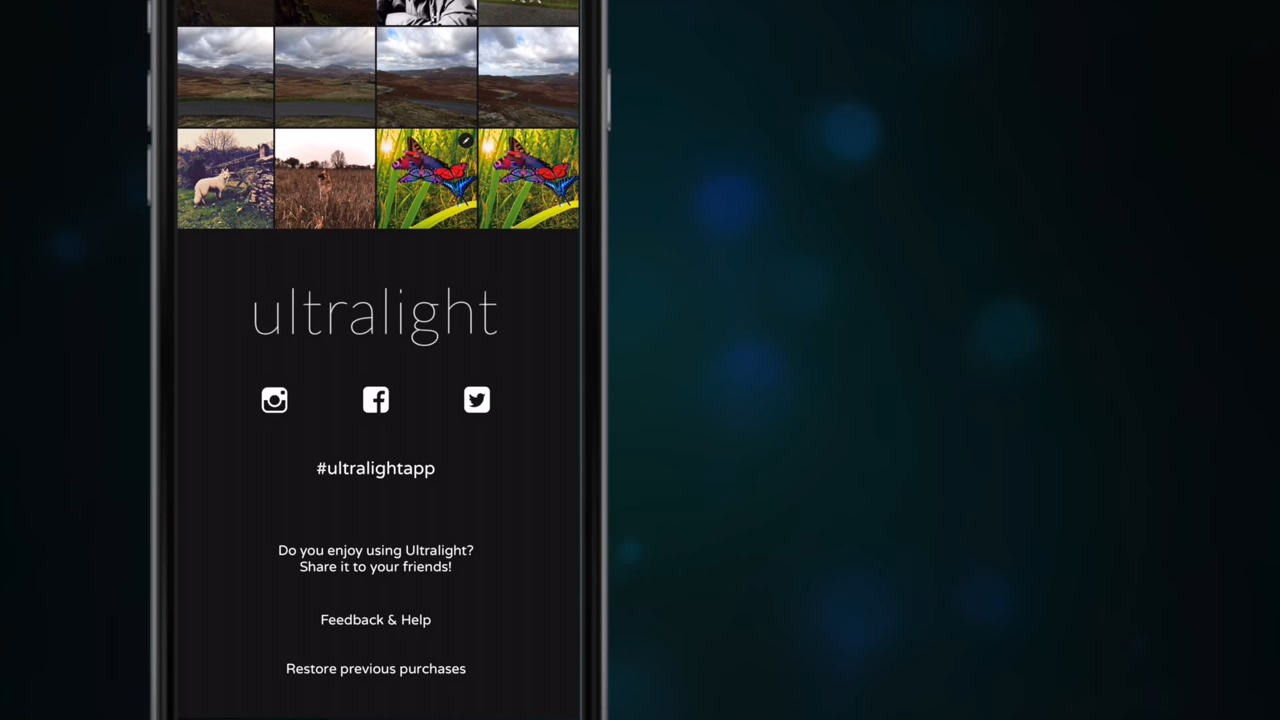 ultralight
#ultralightapp
Do you enjoy using Ultralight?
Share it to your friends!
Feedback & Help
Restore previous purchases